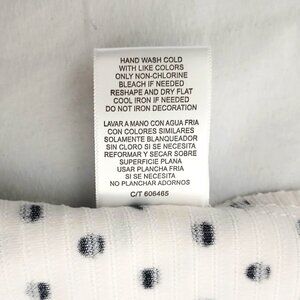 HAND WASH COLD
WITH LIKE COLORS
ONLY NON-CHLORINE
BLEACH IF NEEDED
RESHAPE AND DRY FLAT
COOL IRON IF NEEDED
DO NOT IRON DECORATION
LAVAR A MANO CON AGUA FRIA
CON COLORES SIMILARES
SOLAMENTE BLANQUEADOR
SIN CLORO SI SE NECESITA
REFORMAR Y SECAR SOBRE
SUPERFICIE PLANA
USAR PLANCHA FRIA
SI SE NECESITA
NO PLANCHAR ADORNOS
C/T 606465